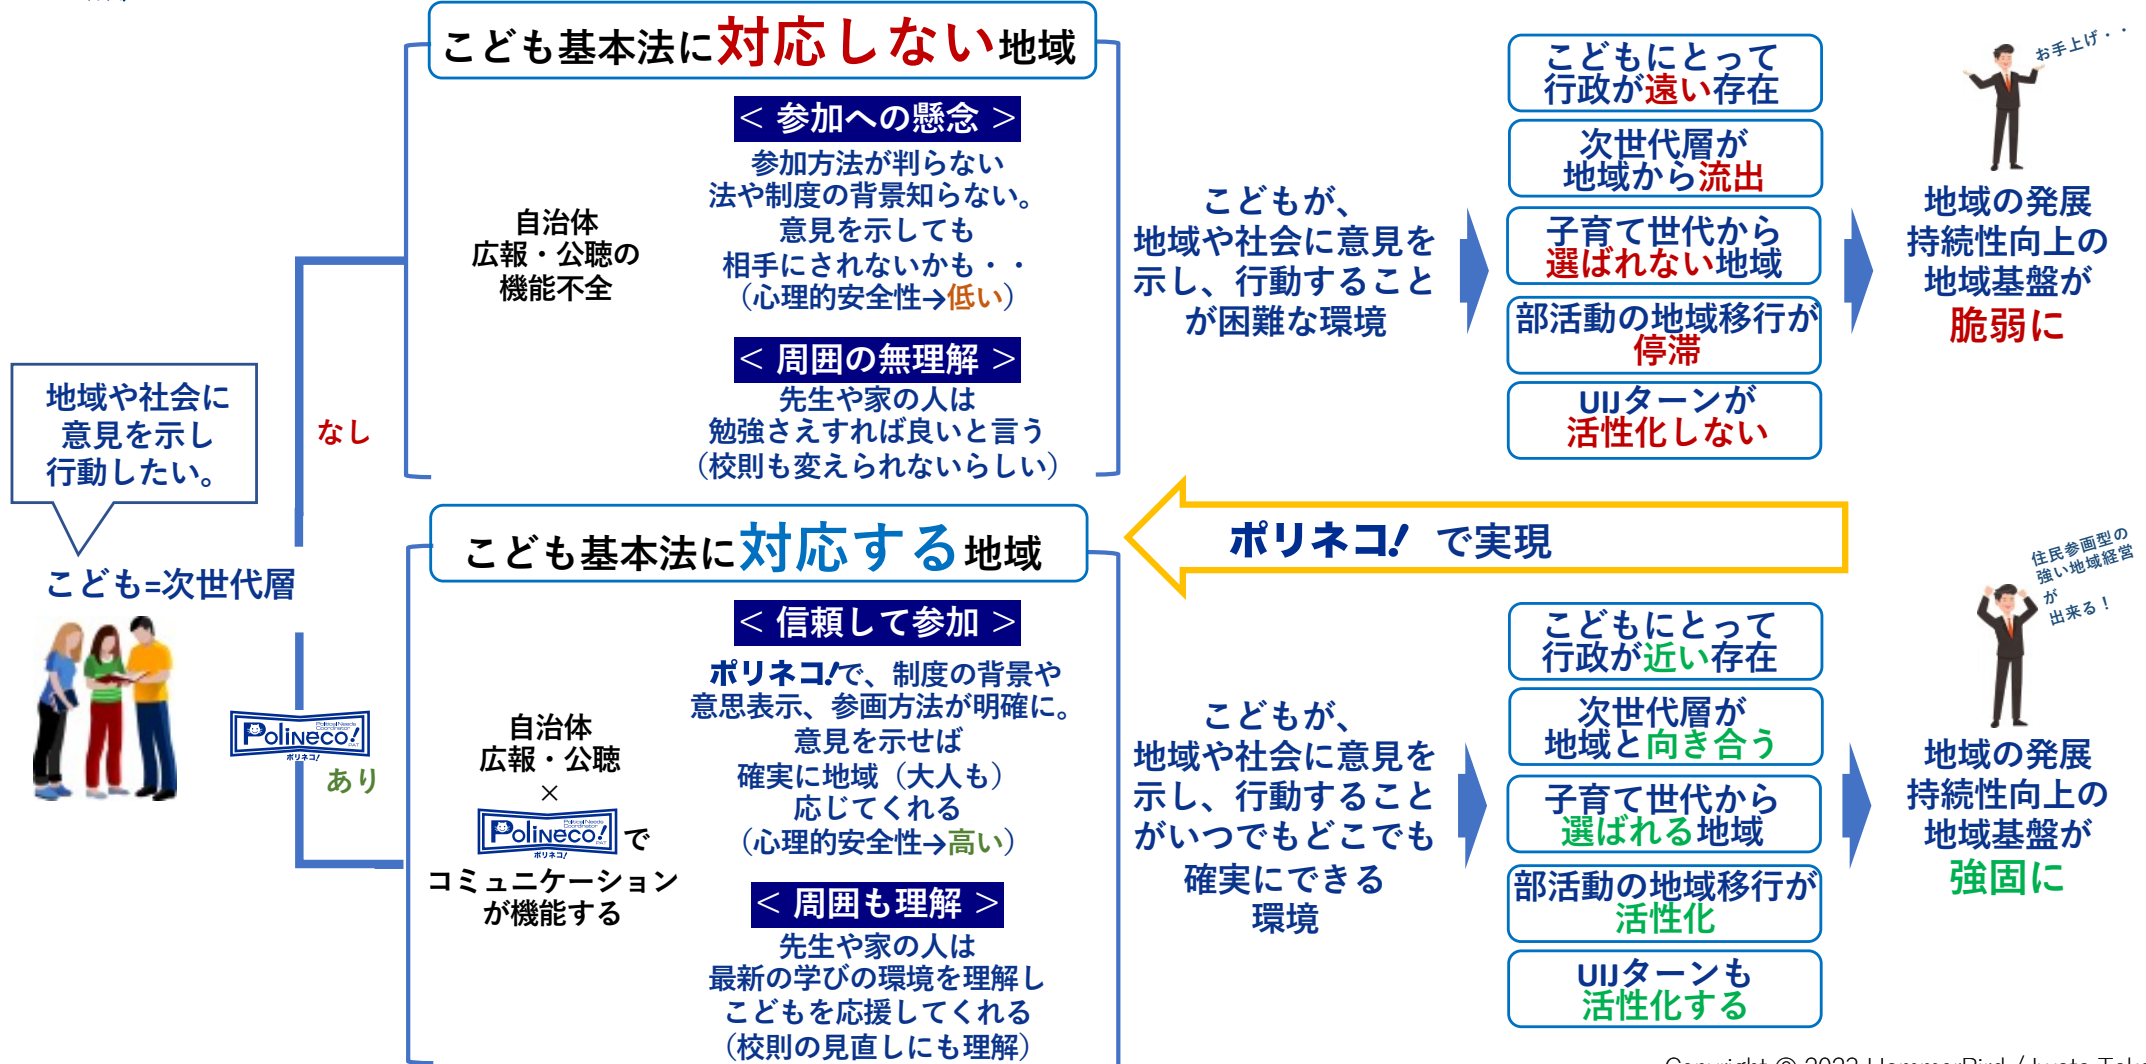 こども基本法に対応しない地域
<参加への懸念>
参加方法が判らない
法や制度の背景知らない。
意見を示しても
相手にされないかも・・
(心理的安全性→低い)
自治体
広報・公聴の
機能不全
<周囲の無理解>
先生や家の人は
勉強さえすれば良いと言う
(校則も変えられないらしい)
こどもが、
地域や社会に意見を
示し、行動すること
が困難な環境
こどもにとって
行政が遠い存在
次世代層が
地域から流出
子育て世代から
選ばれない地域
部活動の地域移行が
停滞
UIJターンが
活性化しない
お手上げ・・
地域の発展
持続性向上の
地域基盤が
脆弱に
地域や社会に
意見を示し
行動したい。
こども=次世代層
なし
Polineco!
ポリネコ!
あり
こども基本法に対応する地域
ポリネコ! で実現
<信頼して参加>
ポリネコ!で、制度の背景や
意思表示、参画方法が明確に。
意見を示せば
確実に地域（大人も）
応じてくれる
(心理的安全性→高い)
自治体
広報・公聴
×
Polineco!
ポリネコ!
で
コミュニケーション
が機能する
<周囲も理解>
先生や家の人は
最新の学びの環境を理解し
こどもを応援してくれる
(校則の見直しにも理解)
こどもが、
地域や社会に意見を
示し、行動すること
がいつでもどこでも
確実にできる
環境
こどもにとって
行政が近い存在
次世代層が
地域と向き合う
子育て世代から
選ばれる地域
部活動の地域移行が
活性化
UIJターンも
活性化する
住民参画型の
強い地域経営
が
出来る！
地域の発展
持続性向上の
地域基盤が
強固に